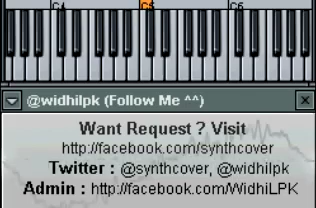 C4 C5 C6
@widhilpk (Follow Me ^^)
Want Request ? Visit
http://facebook.com/synthcover
Twitter : @synthcover, @widhilpk
Admin : http://facebook.com/WidhiLPK